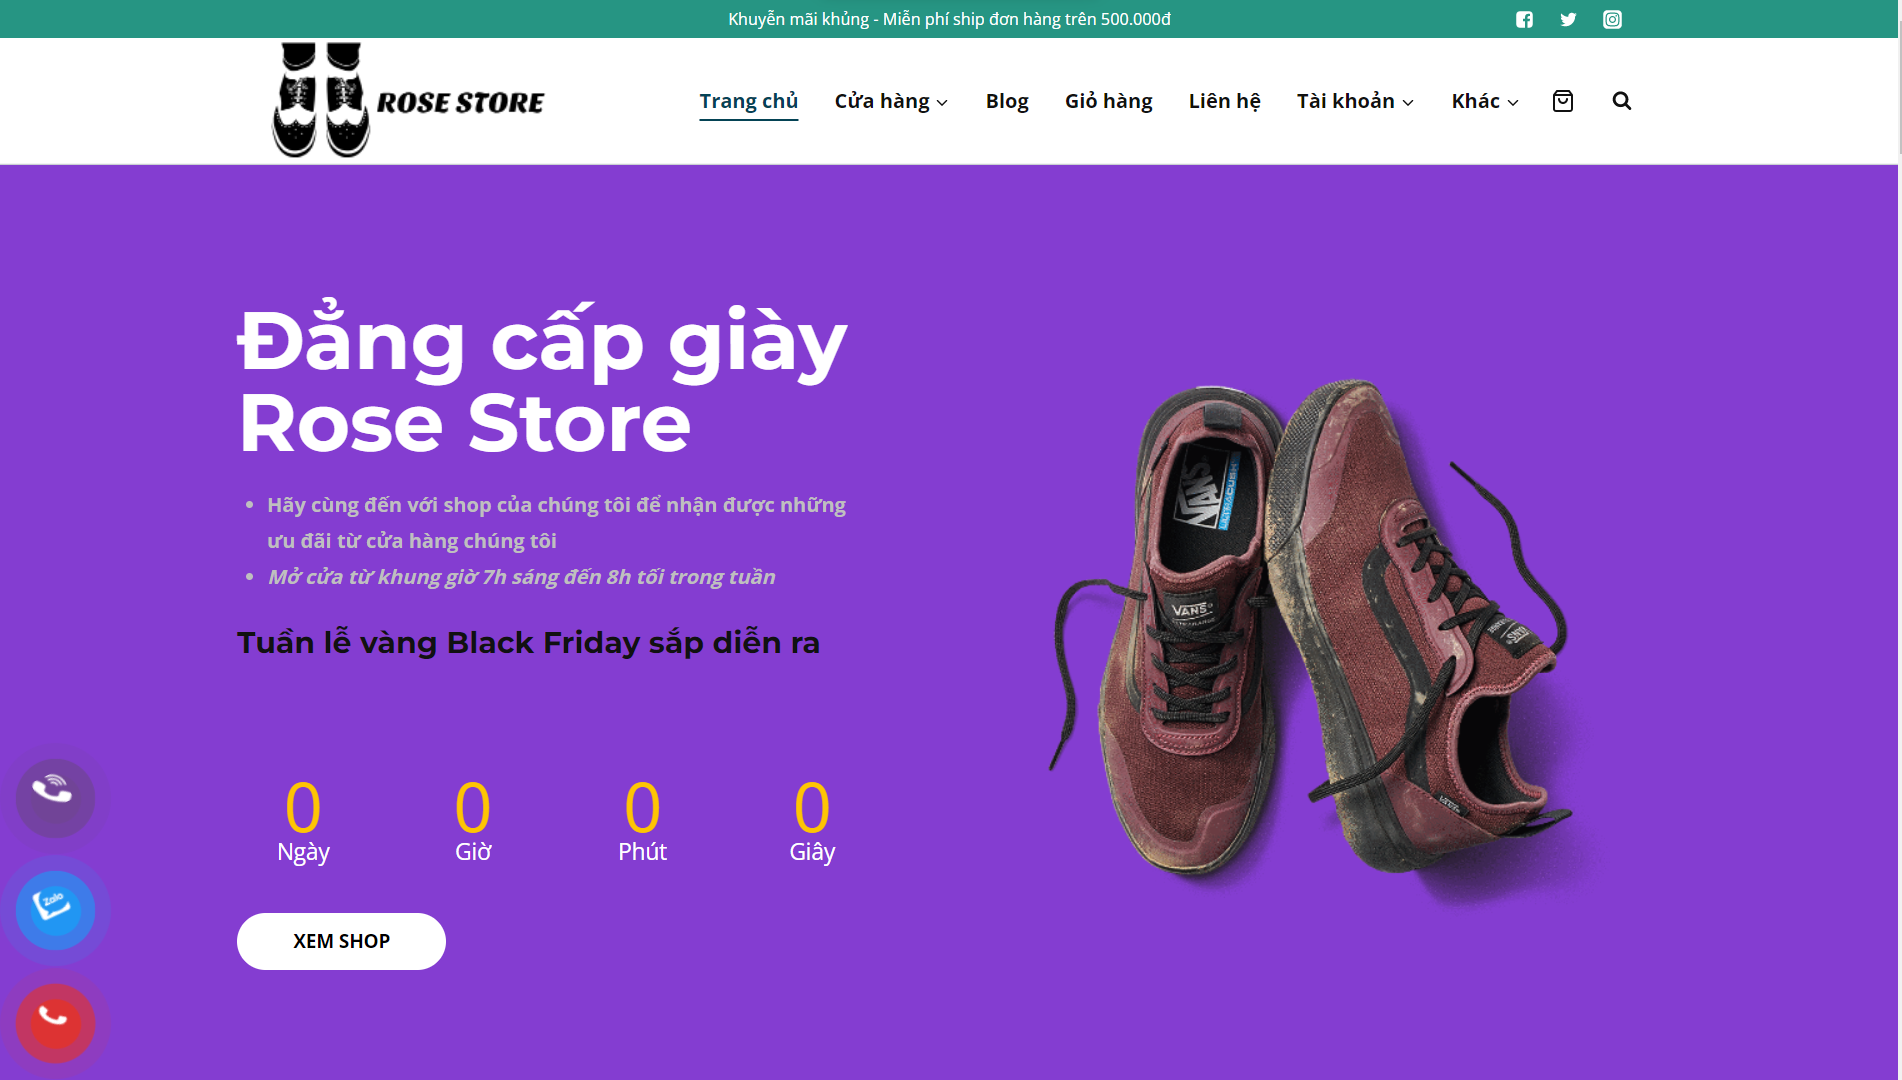 Khuyễn mãi khủng - Miễn phí ship đơn hàng trên 500.000đ
ROSE STORE
Trang chủ
Cửa hàng
Blog
Giỏ hàng
Liên hệ
Tài khoản
Khác
Đẳng cấp giày
Rose Store
Hãy cùng đến với shop của chúng tôi để nhận được những
ưu đãi từ cửa hàng chúng tôi
Mở cửa từ khung giờ 7h sáng đến 8h tối trong tuần
Tuần lễ vàng Black Friday sắp diễn ra
0 0 0 0
Ngày Giờ Phút Giây
XEM SHOP
Zalo
VANS
ULTRACUSH
VANS
VANS
VANS